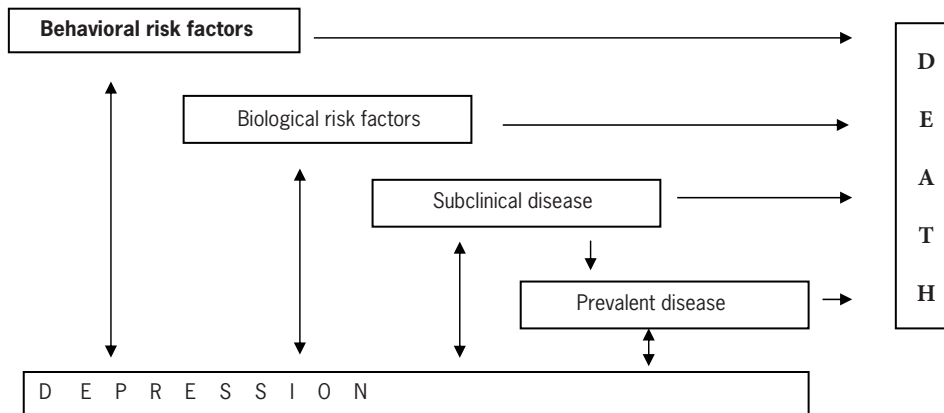 Behavioral risk factors
Biological risk factors
Subclinical disease
Prevalent disease
D E P R E S S I O N
D
E
A
T
H